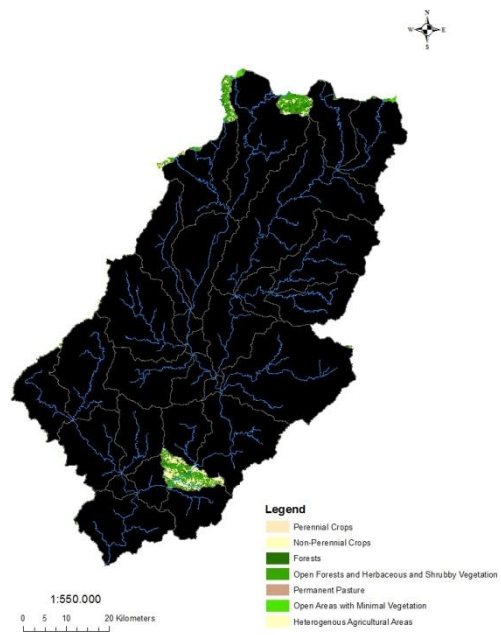 N
W E
S
Legend
Perennial Crops
Non-Perennial Crops
Forests
Open Forests and Herbaceous and Shrubby Vegetation
Permanent Pasture
Open Areas with Minimal Vegetation
Heterogenous Agricultural Areas
1:550.000
0 5 10 20 Kilometers